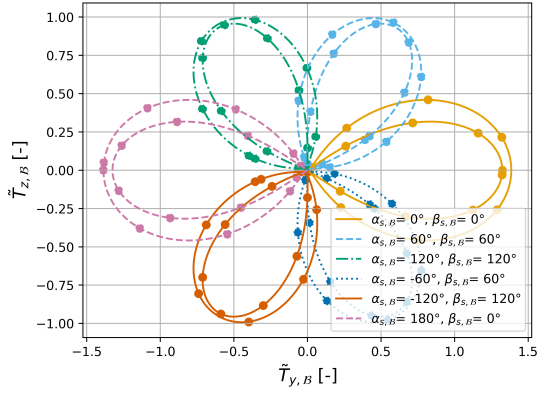 1.00
0.75
0.50
0.25
0.00
−0.25
−0.50
−0.75
−1.00
T̃z,ℬ [-]
αs,ℬ= 0°, βs,ℬ= 0°
αs,ℬ= 60°, βs,ℬ= 60°
αs,ℬ= 120°, βs,ℬ= 120°
αs,ℬ= -60°, βs,ℬ= 60°
αs,ℬ= -120°, βs,ℬ= 120°
αs,ℬ= 180°, βs,ℬ= 0°
−1.5 −1.0 −0.5 0.0 0.5 1.0 1.5
T̃y,ℬ [-]